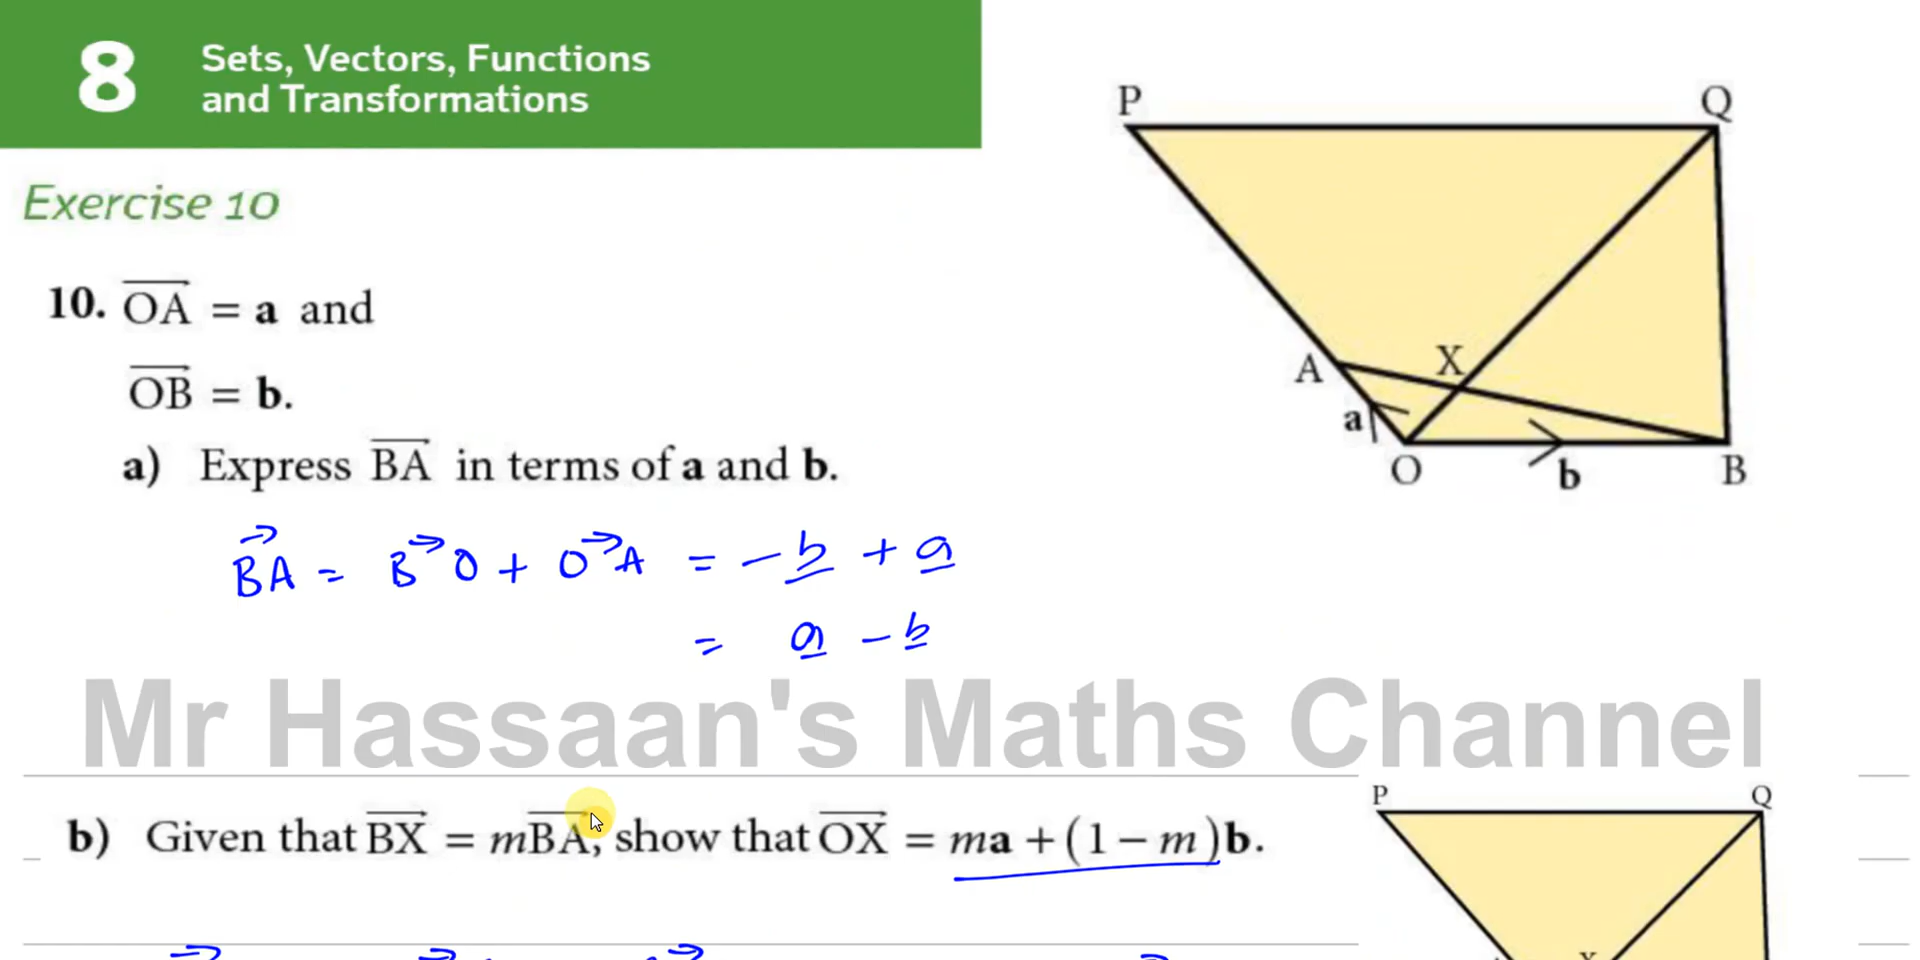 8
Sets, Vectors, Functions
and Transformations
Exercise 10
10. OA = a and
OB = b.
a) Express BA in terms of a and b.
P
Q
A
X
a
O
b
B
BA = BO + OA = -b + a
= a - b
Mr Hassaan's Maths Channel
b) Given that BX = mBA, show that OX = ma + (1 − m)b.
P
Q